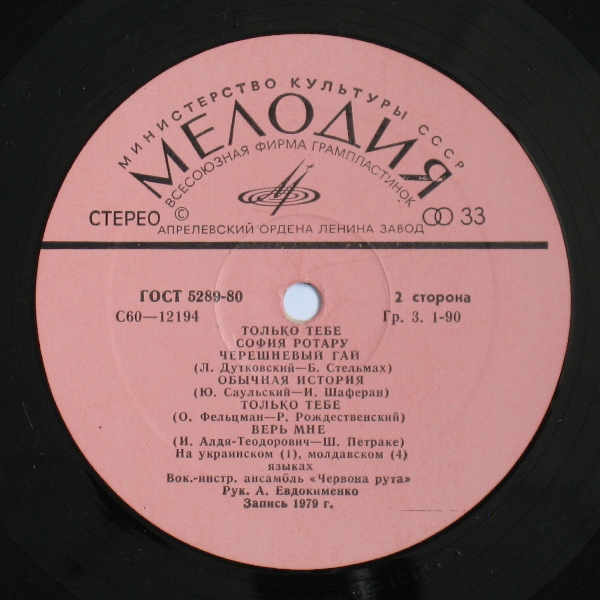 МИНИСТЕРСТВО КУЛЬТУРЫ СССР
МЕЛОДИЯ
ВСЕСОЮЗНАЯ ФИРМА ГРАМПЛАСТИНОК
СТЕРЕО © 33
АПРЕЛЕВСКИЙ ОРДЕНА ЛЕНИНА ЗАВОД
ГОСТ 5289-80 2 сторона
С60—12194 Гр. 3. 1-90
ТОЛЬКО ТЕБЕ
СОФИЯ РОТАРУ
ЧЕРЕШНЕВЫЙ ГАЙ
(Л. Дутковский—Б. Стельмах)
ОБЫЧНАЯ ИСТОРИЯ
(Ю. Саульский—И. Шаферан)
ТОЛЬКО ТЕБЕ
(О. Фельцман—Р. Рождественский)
ВЕРЬ МНЕ
(И. Алдя-Теодорович—Ш. Петраке)
На украинском (1), молдавском (4)
языках
Вок.-инстр. ансамбль «Червона рута»
Рук. А. Евдокименко
Запись 1979 г.